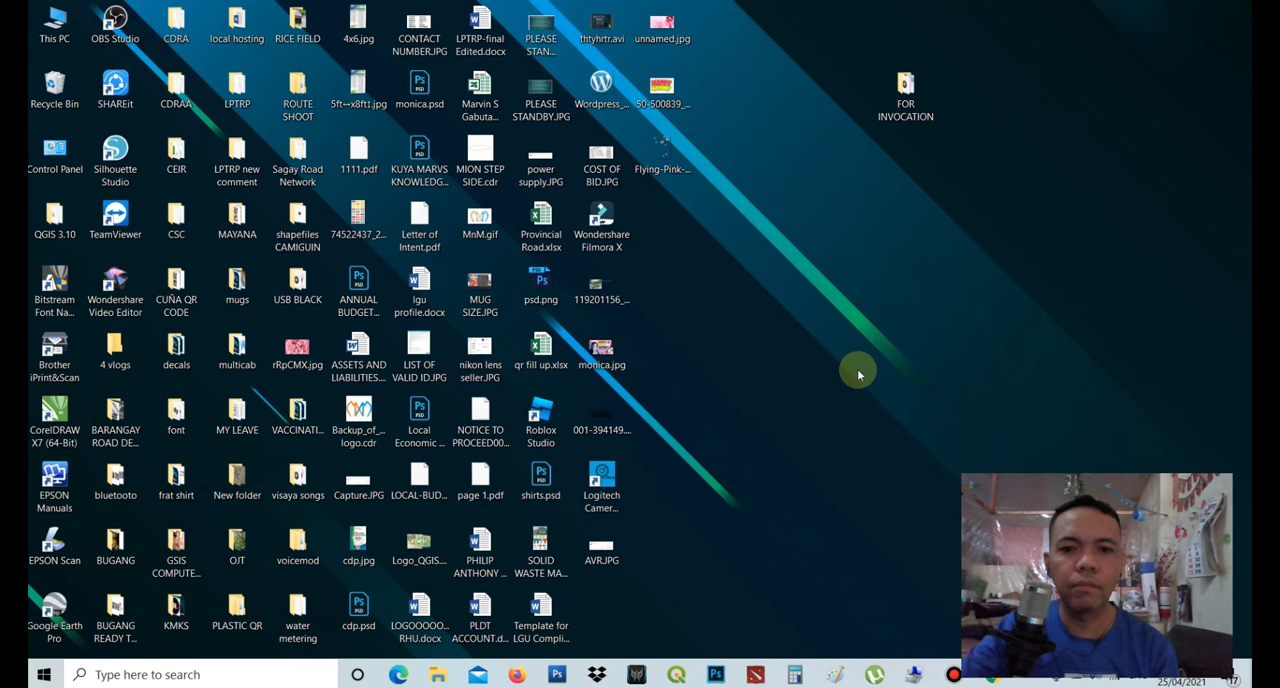 This PC
OBS Studio
CDRA
local hosting
RICE FIELD
4x6.jpg
CONTACT
NUMBER.JPG
LPTRP-final
Edited.docx
PLEASE
STAN...
thtyhrtr.avi
unnamed.jpg
Recycle Bin
SHAREit
CDRAA
LPTRP
ROUTE
SHOOT
5ft↔x8ft↕.jpg
monica.psd
Marvin S
Gabuta...
PLEASE
STANDBY.JPG
Wordpress_...
50-500839_...
FOR
INVOCATION
Control Panel
Silhouette
Studio
CEIR
LPTRP new
comment
Sagay Road
Network
1111.pdf
KUYA MARVS
KNOWLEDG...
MION STEP
SIDE.cdr
power
supply.JPG
COST OF
BID.JPG
Flying-Pink-...
QGIS 3.10
TeamViewer
CSC
MAYANA
shapefiles
CAMIGUIN
74522437_2...
Letter of
Intent.pdf
MnM.gif
Provincial
Road.xlsx
Wondershare
Filmora X
Bitstream
Font Na...
Wondershare
Video Editor
CUÑA QR
CODE
mugs
USB BLACK
ANNUAL
BUDGET...
lgu
profile.docx
MUG
SIZE.JPG
psd.png
119201156_...
Brother
iPrint&Scan
4 vlogs
decals
multicab
rRpCMX.jpg
ASSETS AND
LIABILITIES...
LIST OF
VALID ID.JPG
nikon lens
seller.JPG
qr fill up.xlsx
monica.jpg
CorelDRAW
X7 (64-Bit)
BARANGAY
ROAD DE...
font
MY LEAVE
VACCINATI...
Backup_of_...
logo.cdr
Local
Economic ...
NOTICE TO
PROCEED00...
Roblox
Studio
001-394149....
EPSON
Manuals
bluetooto
frat shirt
New folder
visaya songs
Capture.JPG
LOCAL-BUD...
page 1.pdf
shirts.psd
Logitech
Camer...
EPSON Scan
BUGANG
GSIS
COMPUTE...
OJT
voicemod
cdp.jpg
Logo_QGIS...
PHILIP
ANTHONY ...
SOLID
WASTE MA...
AVR.JPG
Google Earth
Pro
BUGANG
READY T...
KMKS
PLASTIC QR
water
metering
cdp.psd
LOGOOOOO...
RHU.docx
PLDT
ACCOUNT.d...
Template for
LGU Compli...
Type here to search
25/04/2021
17